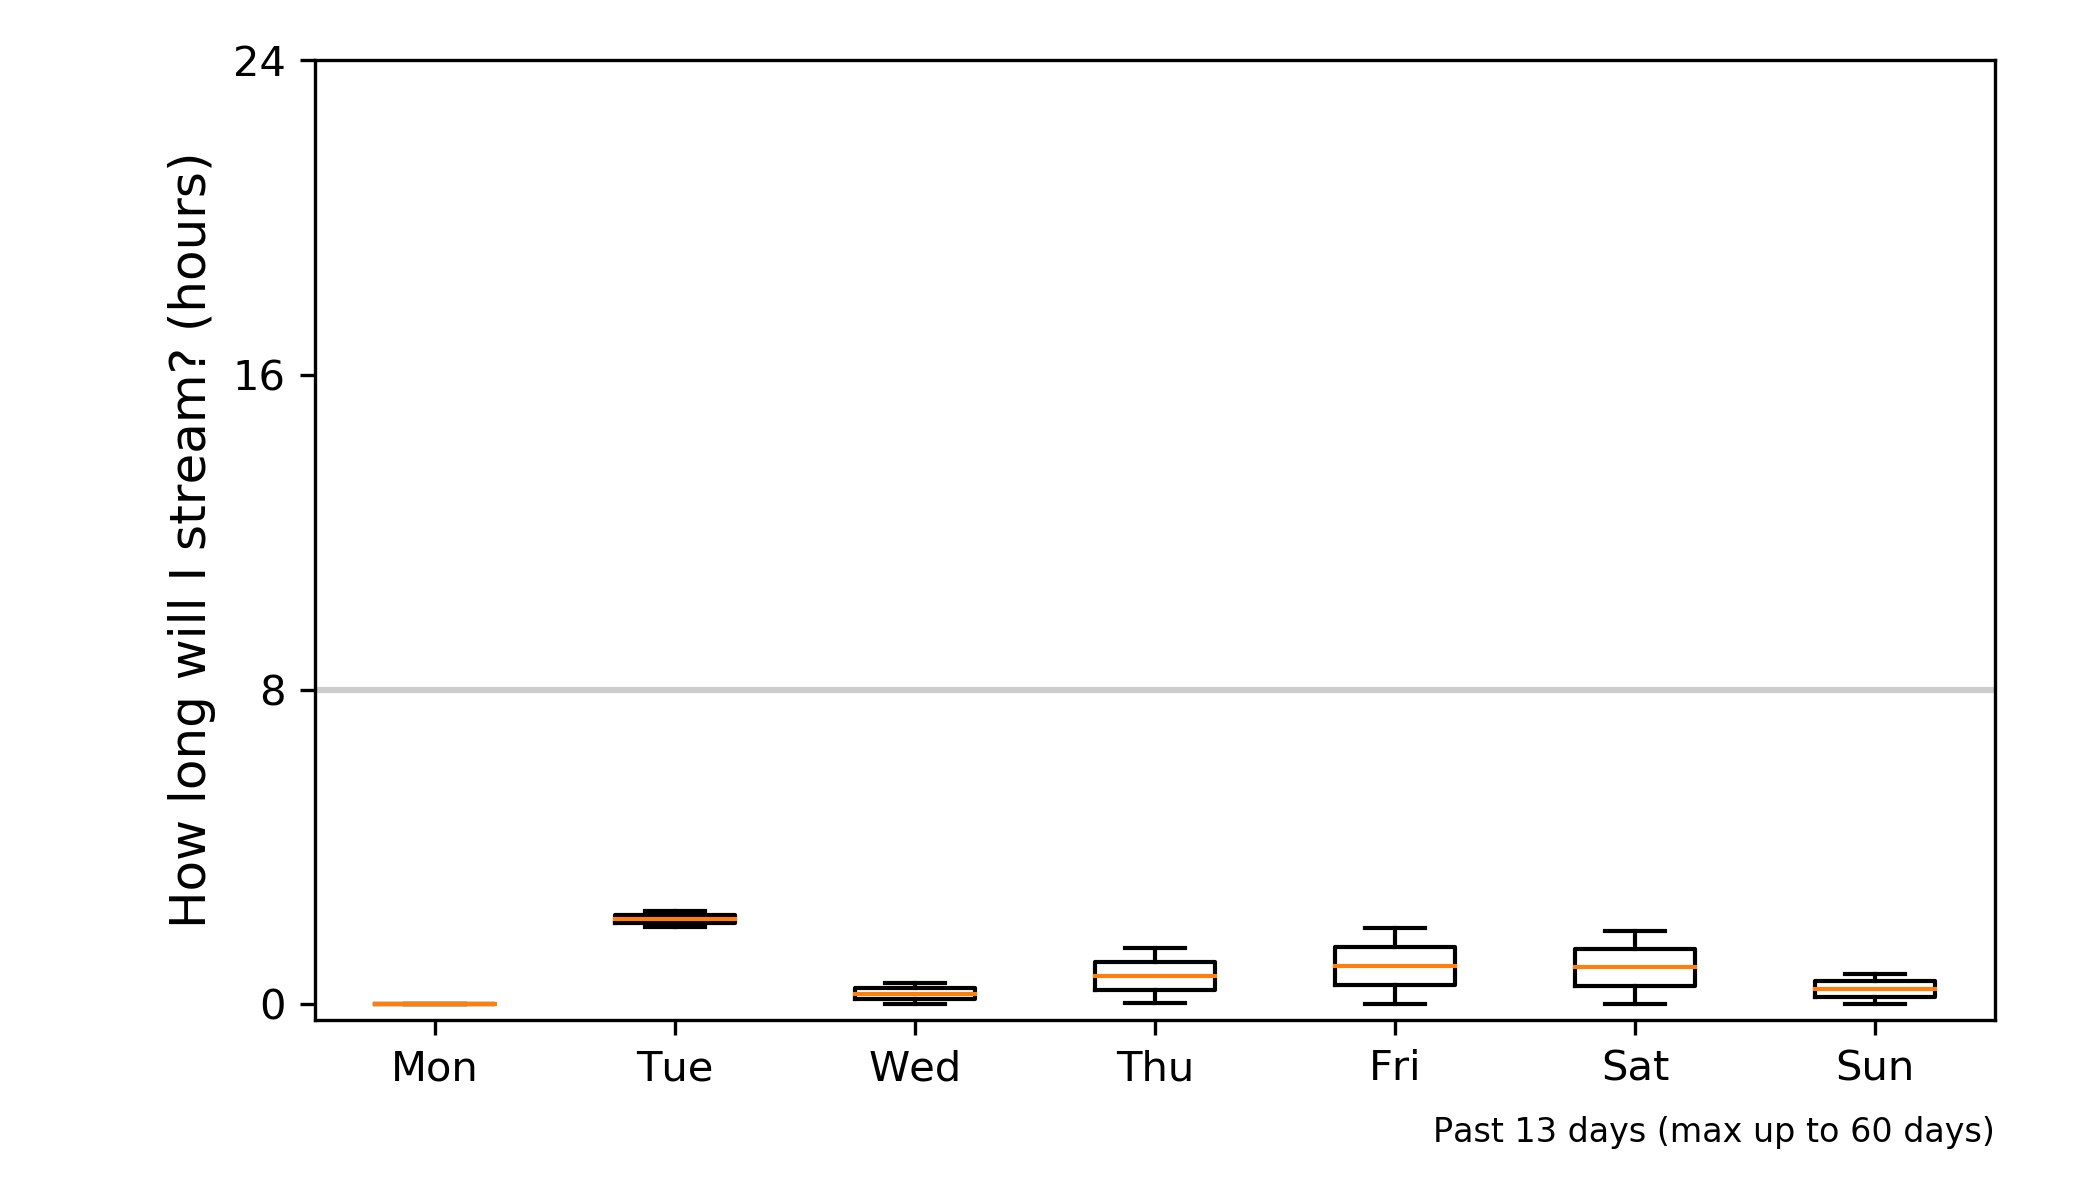 How long will I stream? (hours)
24
16
8
0
Mon Tue Wed Thu Fri Sat Sun
Past 13 days (max up to 60 days)